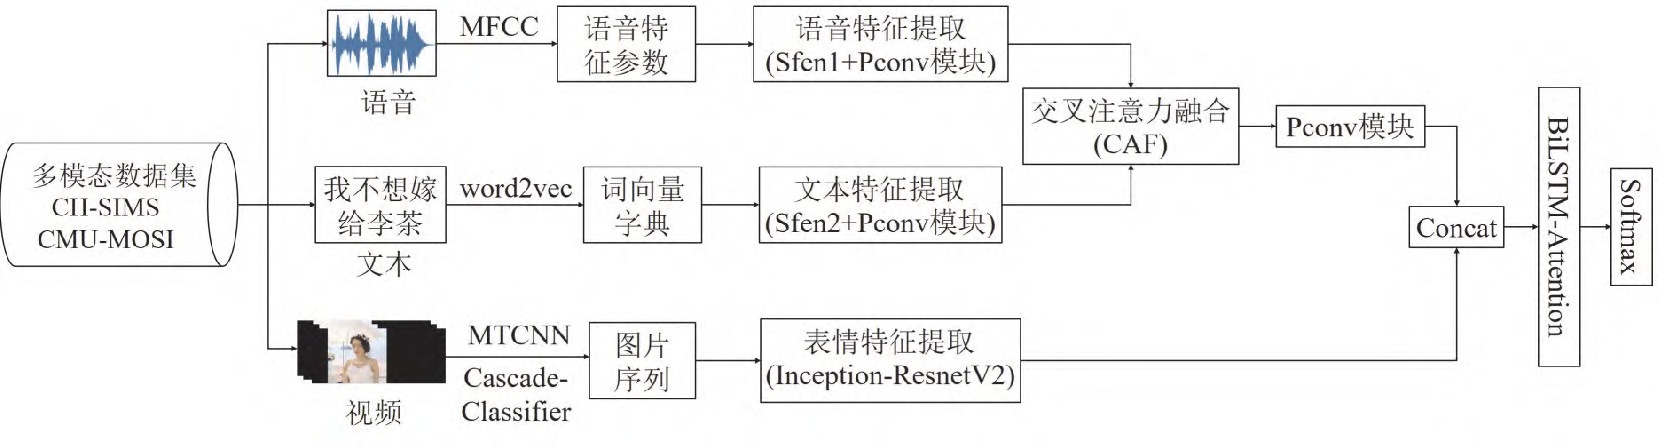 多模态数据集
CH-SIMS
CMU-MOSI
语音
MFCC
语音特
征参数
语音特征提取
(Sfen1+Pconv模块)
我不想嫁
给李茶
文本
word2vec
词向量
字典
文本特征提取
(Sfen2+Pconv模块)
视频
MTCNN
Cascade-
Classifier
图片
序列
表情特征提取
(Inception-ResnetV2)
交叉注意力融合
(CAF)
Pconv模块
Concat
BiLSTM-Attention
Softmax